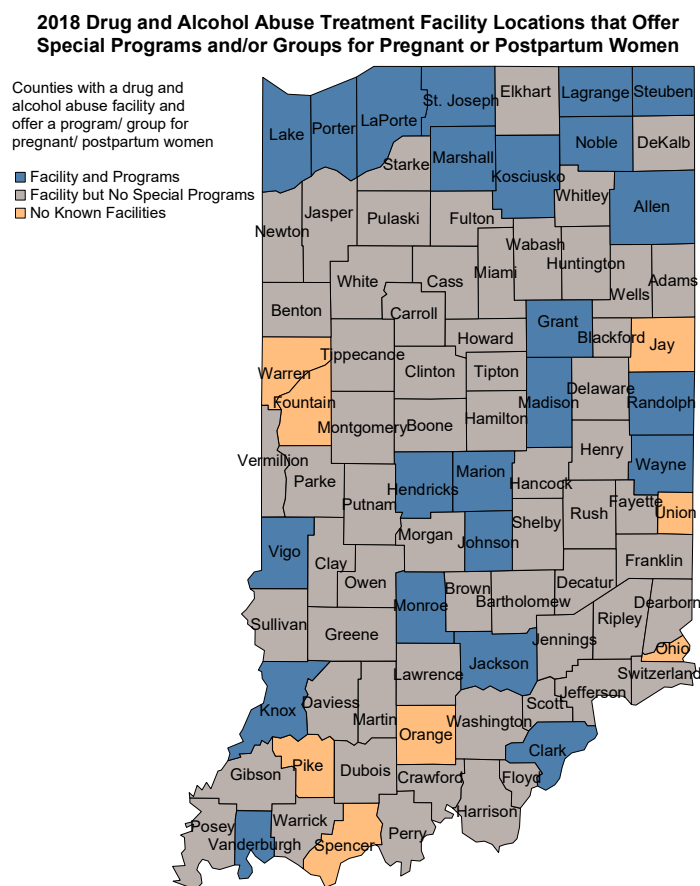 2018 Drug and Alcohol Abuse Treatment Facility Locations that Offer
Special Programs and/or Groups for Pregnant or Postpartum Women
Counties with a drug and
alcohol abuse facility and
offer a program/ group for
pregnant/ postpartum women
Facility and Programs
Facility but No Special Programs
No Known Facilities
Lake
Porter
LaPorte
St. Joseph
Elkhart
Lagrange
Steuben
Noble
DeKalb
Starke
Marshall
Kosciusko
Whitley
Allen
Newton
Jasper
Pulaski
Fulton
Wabash
Huntington
Miami
White
Cass
Wells
Adams
Benton
Carroll
Grant
Blackford
Jay
Howard
Tippecanoe
Warren
Clinton
Tipton
Delaware
Fountain
Madison
Randolph
Montgomery
Boone
Hamilton
Henry
Vermillion
Wayne
Parke
Hendricks
Marion
Hancock
Putnam
Fayette
Union
Rush
Shelby
Morgan
Johnson
Vigo
Clay
Franklin
Owen
Brown
Decatur
Monroe
Bartholomew
Dearborn
Ripley
Sullivan
Greene
Jennings
Ohio
Jackson
Lawrence
Switzerland
Jefferson
Daviess
Scott
Knox
Martin
Washington
Orange
Clark
Pike
Dubois
Gibson
Crawford
Floyd
Harrison
Warrick
Posey
Perry
Vanderburgh
Spencer